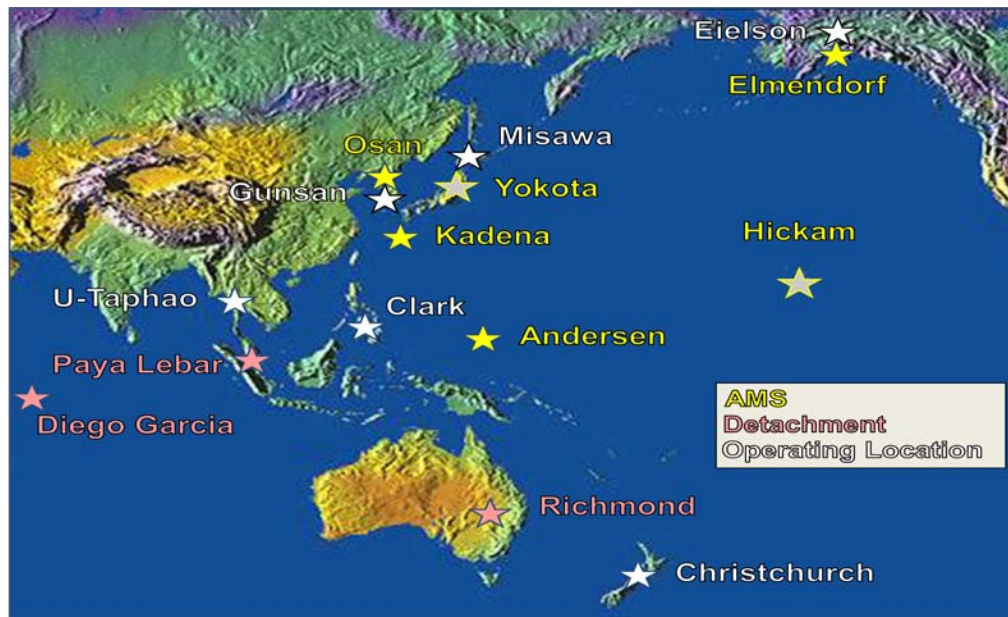 Eielson
Elmendorf
Misawa
Osan
Yokota
Gunsan
Kadena
Hickam
U-Taphao
Clark
Andersen
Paya Lebar
Diego Garcia
AMS
Detachment
Operating Location
Richmond
Christchurch